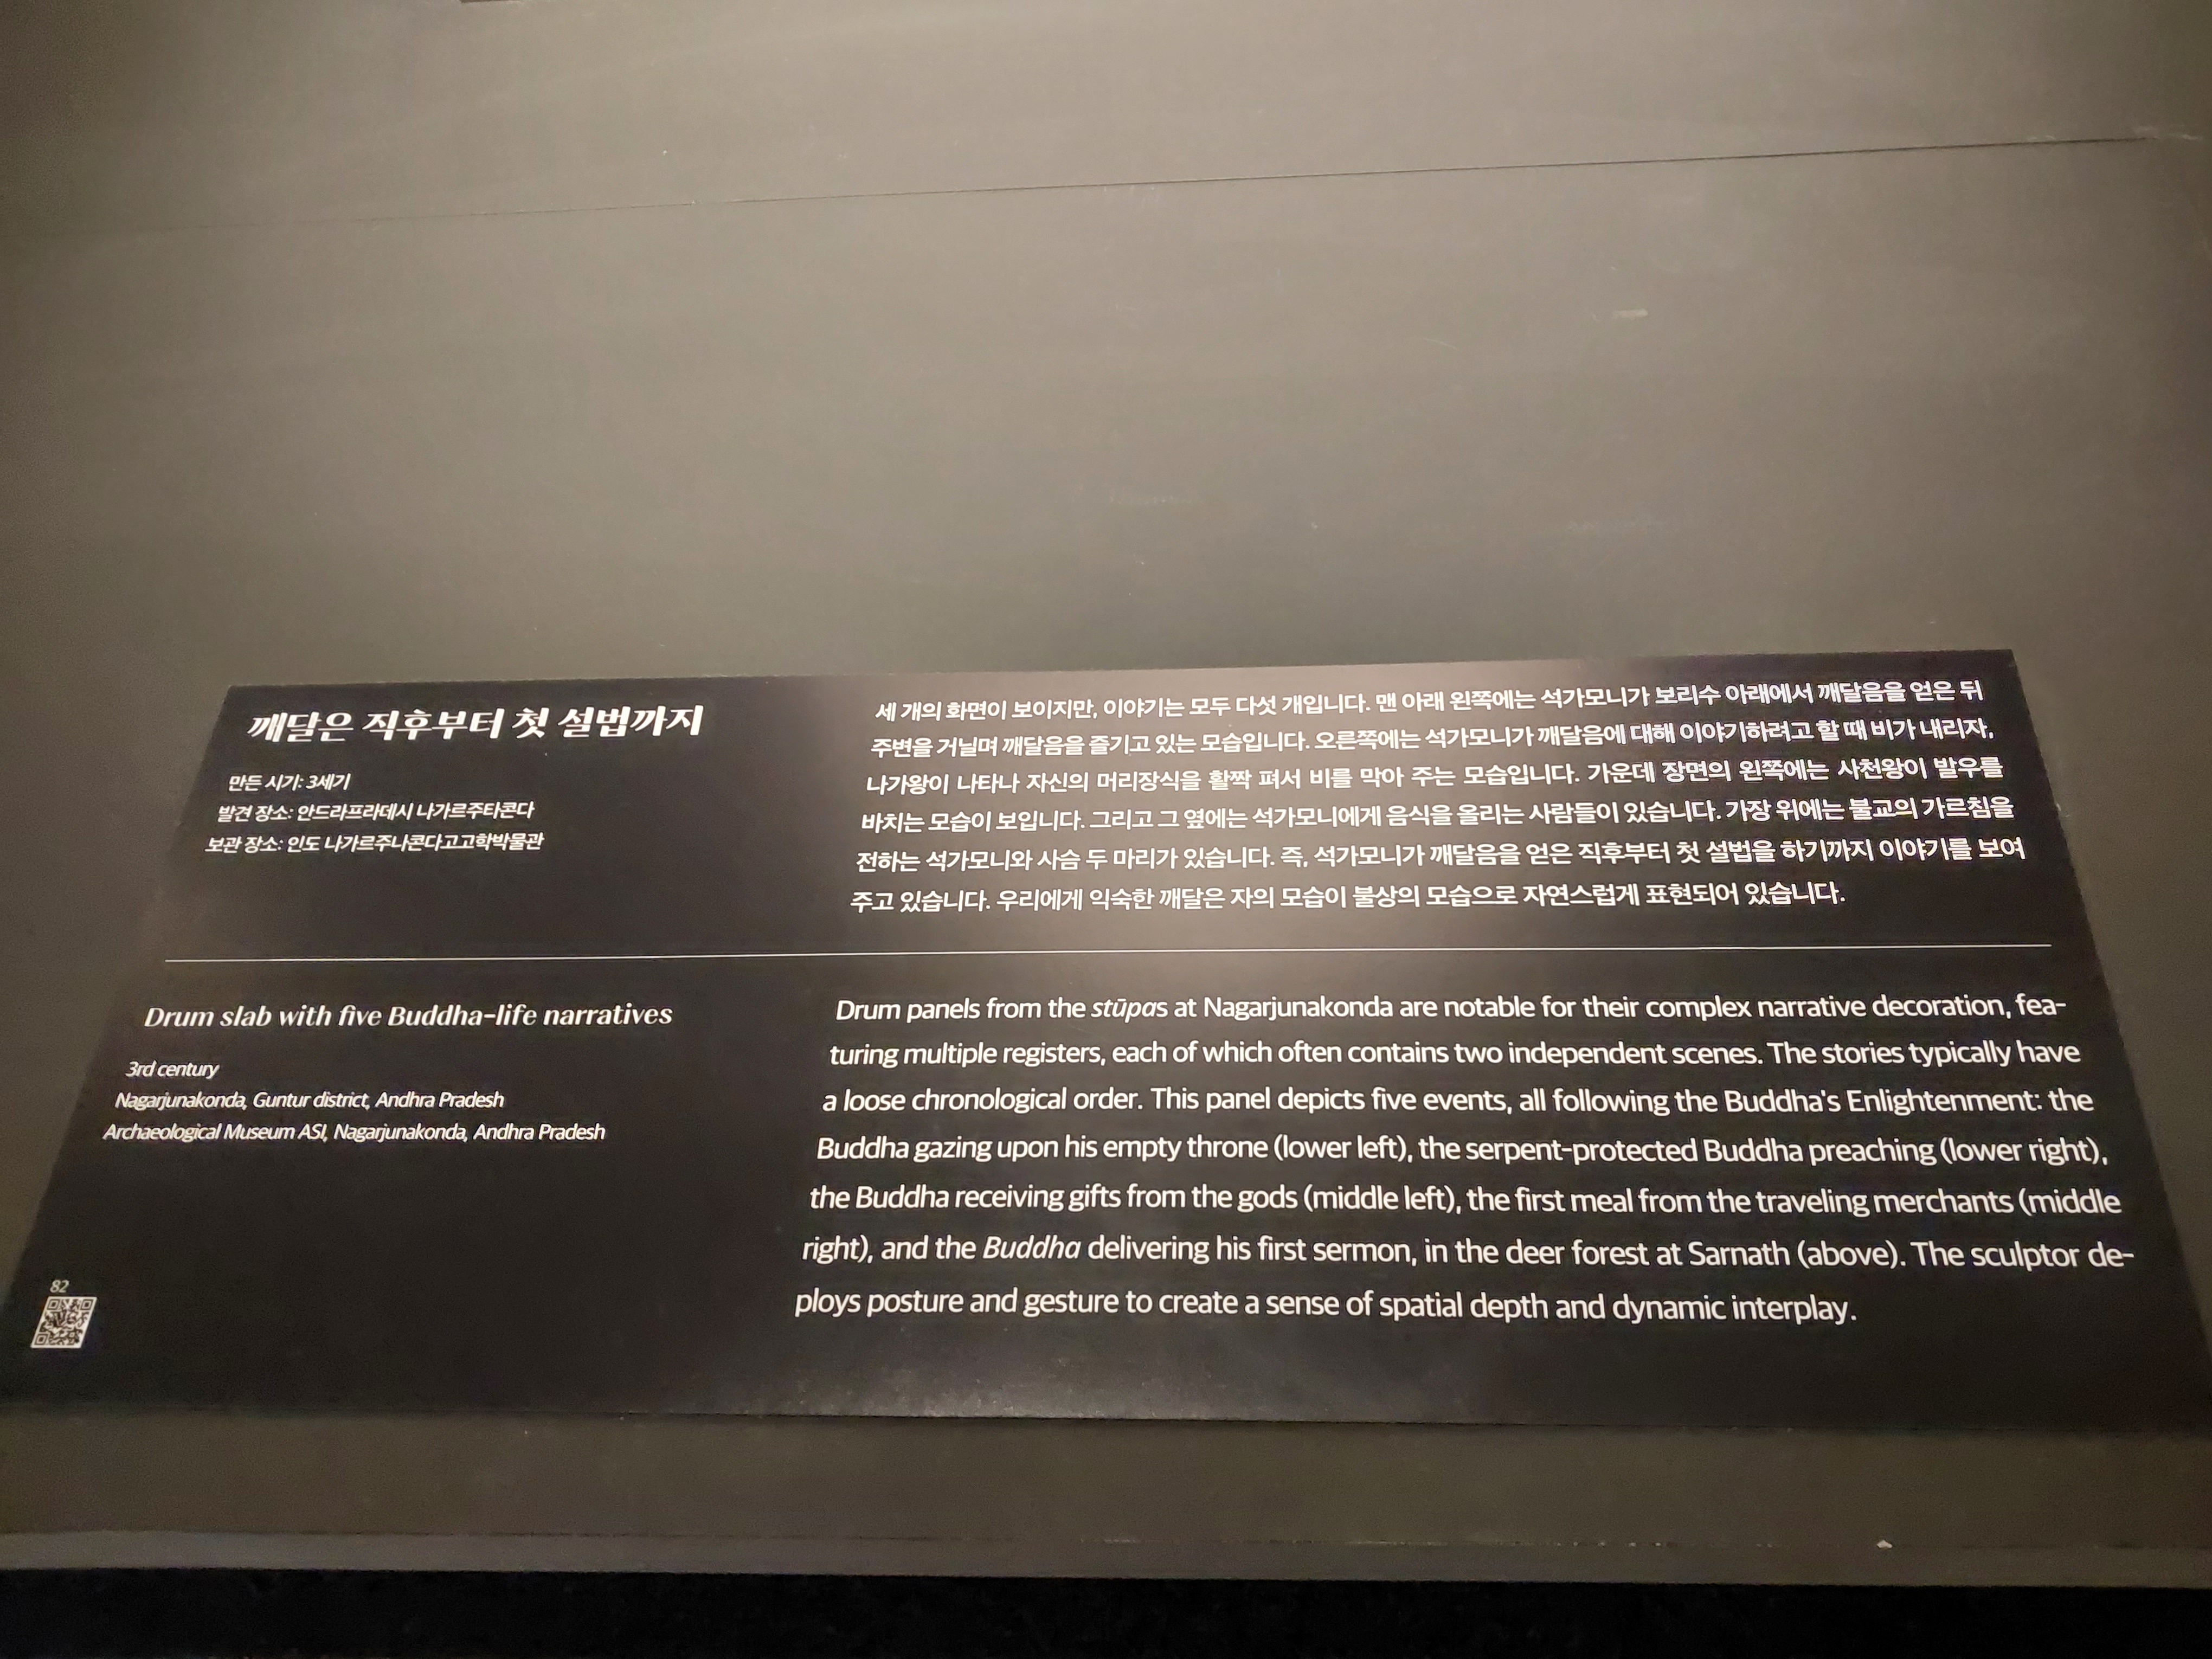 깨달은 직후부터 첫 설법까지
만든 시기: 3세기
발견 장소: 안드라프라데시 나가르주타콘다
보관 장소: 인도 나가르주나콘다고고학박물관
세 개의 화면이 보이지만, 이야기는 모두 다섯 개입니다. 맨 아래 왼쪽에는 석가모니가 보리수 아래에서 깨달음을 얻은 뒤
주변을 거닐며 깨달음을 즐기고 있는 모습입니다. 오른쪽에는 석가모니가 깨달음에 대해 이야기하려고 할 때 비가 내리자,
나가왕이 나타나 자신의 머리장식을 활짝 펴서 비를 막아 주는 모습입니다. 가운데 장면의 왼쪽에는 사천왕이 발우를
바치는 모습이 보입니다. 그리고 그 옆에는 석가모니에게 음식을 올리는 사람들이 있습니다. 가장 위에는 불교의 가르침을
전하는 석가모니와 사슴 두 마리가 있습니다. 즉, 석가모니가 깨달음을 얻은 직후부터 첫 설법을 하기까지 이야기를 보여
주고 있습니다. 우리에게 익숙한 깨달은 자의 모습이 불상의 모습으로 자연스럽게 표현되어 있습니다.
Drum slab with five Buddha-life narratives
3rd century
Nagarjunakonda, Guntur district, Andhra Pradesh
Archaeological Museum ASI, Nagarjunakonda, Andhra Pradesh
Drum panels from the stūpas at Nagarjunakonda are notable for their complex narrative decoration, fea-
turing multiple registers, each of which often contains two independent scenes. The stories typically have
a loose chronological order. This panel depicts five events, all following the Buddha's Enlightenment: the
Buddha gazing upon his empty throne (lower left), the serpent-protected Buddha preaching (lower right),
the Buddha receiving gifts from the gods (middle left), the first meal from the traveling merchants (middle
right), and the Buddha delivering his first sermon, in the deer forest at Sarnath (above). The sculptor de-
ploys posture and gesture to create a sense of spatial depth and dynamic interplay.
82